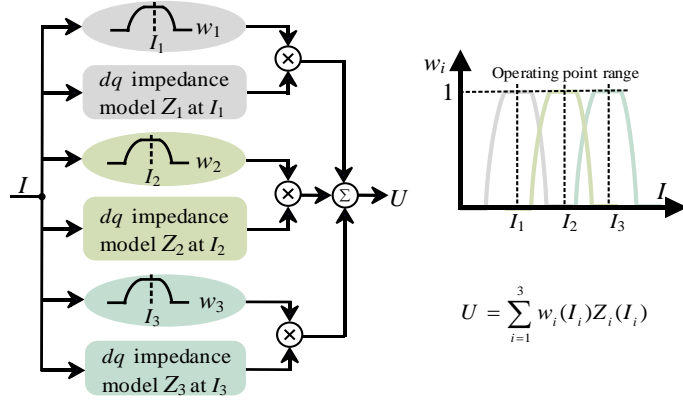 I
w₁
I₁
dq impedance
model Z₁ at I₁
w₂
I₂
dq impedance
model Z₂ at I₂
w₃
I₃
dq impedance
model Z₃ at I₃
×
×
×
Σ
U
wᵢ
Operating point range
1
I
I₁
I₂
I₃
U = ∑³ᵢ₌₁ wᵢ(Iᵢ)Zᵢ(Iᵢ)